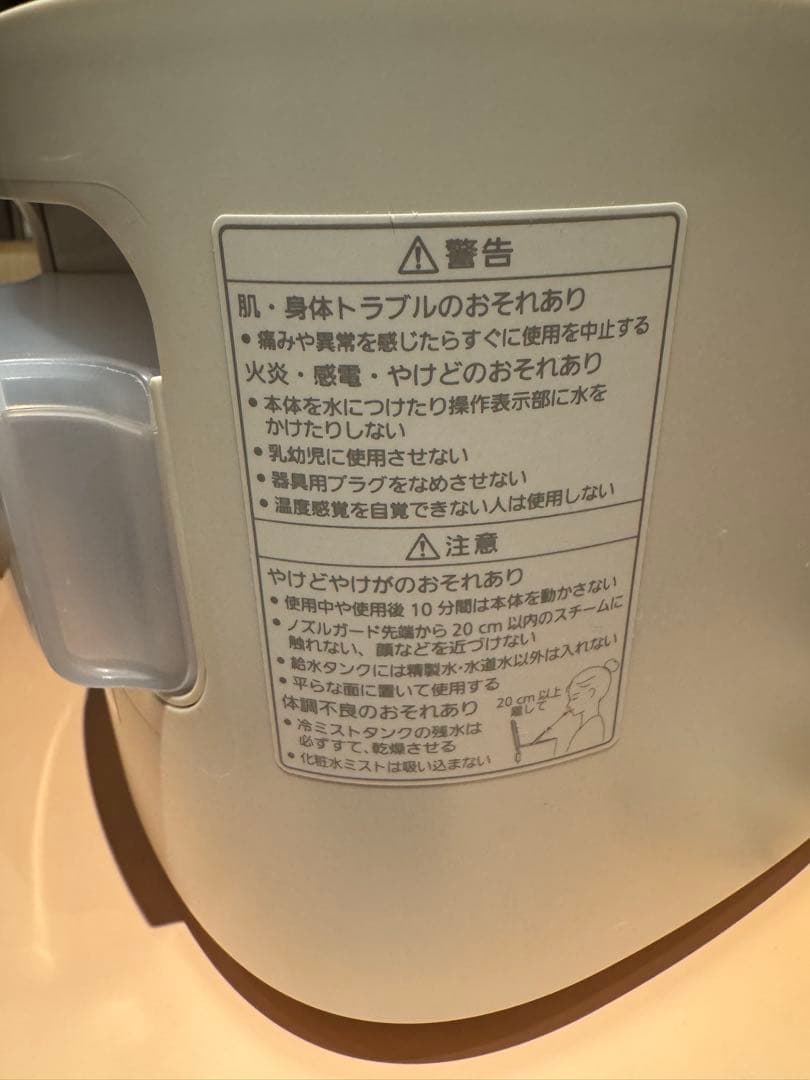 ⚠警告
肌・身体トラブルのおそれあり
• 痛みや異常を感じたらすぐに使用を中止する
火炎・感電・やけどのおそれあり
• 本体を水につけたり操作表示部に水を
かけたりしない
• 乳幼児に使用させない
• 器具用プラグをなめさせない
• 温度感覚を自覚できない人は使用しない
⚠注意
やけどやけがのおそれあり
• 使用中や使用後10分間は本体を動かさない
• ノズルガード先端から20 cm以内のスチームに
触れない、顔などを近づけない
• 給水タンクには精製水・水道水以外は入れない
• 平らな面に置いて使用する
体調不良のおそれあり
• 冷ミストタンクの残水は
必ずすて、乾燥させる
• 化粧水ミストは吸い込まない
20 cm以上
離して